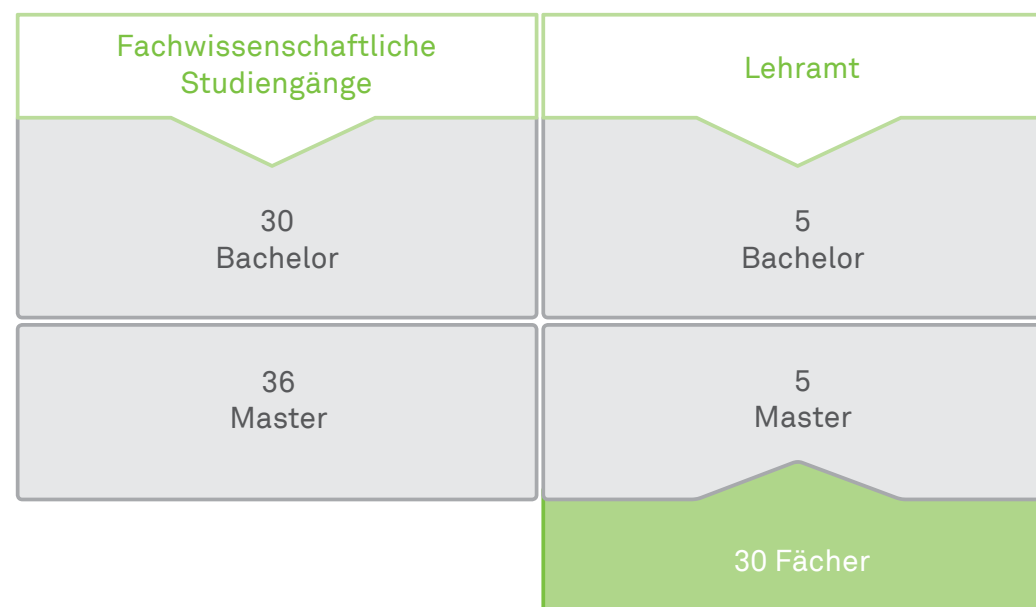 Fachwissenschaftliche
Studiengänge
Lehramt
30
Bachelor
5
Bachelor
36
Master
5
Master
30 Fächer